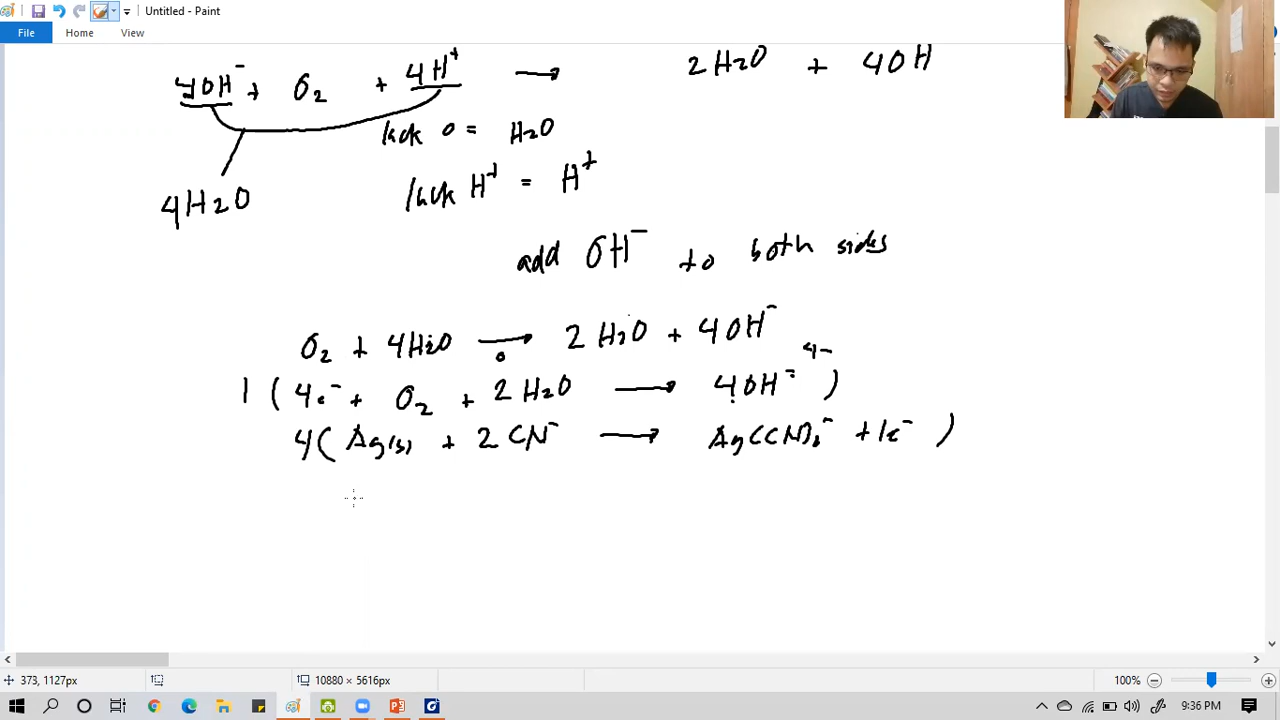 Untitled - Paint
File Home View
4OH⁻ + O₂ + 4H⁺ → 2H₂O + 4OH
lack O = H₂O
4H₂O
lack H⁺ = H⁺
add OH⁻ to both sides
O₂ + 4H₂O → 2H₂O + 4OH⁻
4-
1 ( 4e⁻ + O₂ + 2H₂O → 4OH⁻ )
4( Ag(s) + 2CN⁻ → Ag(CN)₂⁻ + 1e⁻ )
373, 1127px 10880 × 5616px 100%
9:36 PM